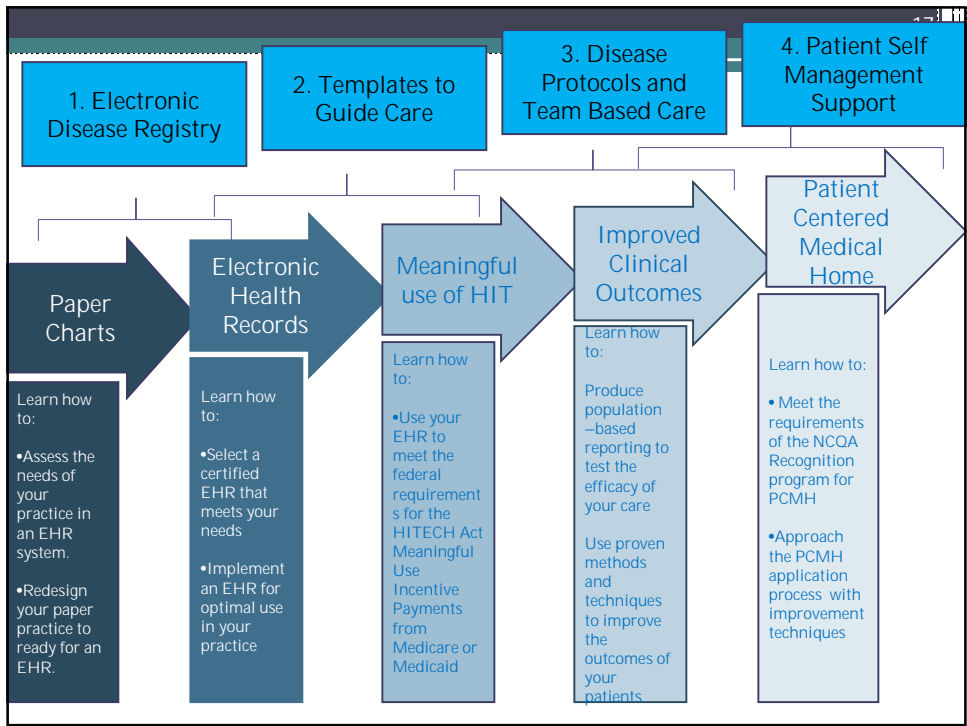 17
1. Electronic
Disease Registry
2. Templates to
Guide Care
3. Disease
Protocols and
Team Based Care
4. Patient Self
Management
Support
Paper
Charts
Electronic
Health
Records
Meaningful
use of HIT
Improved
Clinical
Outcomes
Patient
Centered
Medical
Home
Learn how
to:
•Assess the
needs of
your
practice in
an EHR
system.
•Redesign
your paper
practice to
ready for an
EHR.
Learn how
to:
•Select a
certified
EHR that
meets your
needs
•Implement
an EHR for
optimal use
in your
practice
Learn how
to:
•Use your
EHR to
meet the
federal
requirement
s for the
HITECH Act
Meaningful
Use
Incentive
Payments
from
Medicare or
Medicaid
Learn how
to:
Produce
population
–based
reporting to
test the
efficacy of
your care
Use proven
methods
and
techniques
to improve
the
outcomes of
your
patients
Learn how to:
• Meet the
requirements
of the NCQA
Recognition
program for
PCMH
•Approach
the PCMH
application
process with
improvement
techniques